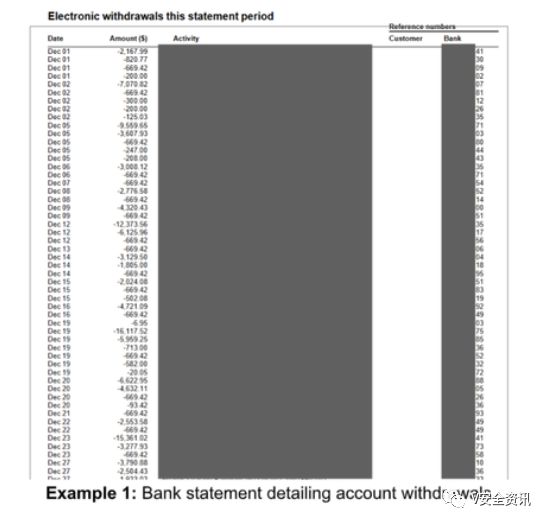 Electronic withdrawals this statement period
Reference numbers
Date Amount ($) Activity Customer Bank
Dec 01 -2,167.99 41
Dec 01 -820.77 30
Dec 01 -669.42 09
Dec 01 -200.00 02
Dec 02 -7,070.82 07
Dec 02 -669.42 81
Dec 02 -300.00 12
Dec 02 -200.00 26
Dec 02 -125.03 35
Dec 05 -9,559.65 71
Dec 05 -3,607.93 03
Dec 05 -669.42 80
Dec 05 -247.00 44
Dec 05 -208.00 43
Dec 06 -3,008.12 35
Dec 06 -669.42 71
Dec 07 -669.42 54
Dec 08 -2,776.58 52
Dec 08 -669.42 14
Dec 09 -4,320.43 00
Dec 09 -669.42 51
Dec 12 -12,373.56 35
Dec 12 -6,125.96 17
Dec 12 -669.42 56
Dec 13 -669.42 06
Dec 14 -3,129.50 04
Dec 14 -1,805.00 18
Dec 14 -669.42 95
Dec 15 -2,024.08 51
Dec 15 -669.42 83
Dec 15 -502.08 19
Dec 16 -4,721.09 92
Dec 16 -669.42 49
Dec 19 -6.95 03
Dec 19 -16,117.52 75
Dec 19 -5,959.25 85
Dec 19 -713.00 36
Dec 19 -669.42 52
Dec 19 -582.00 32
Dec 19 -20.05 72
Dec 20 -6,622.95 88
Dec 20 -4,632.11 05
Dec 20 -669.42 26
Dec 20 -93.42 36
Dec 21 -669.42 93
Dec 22 -2,553.58 49
Dec 22 -669.42 49
Dec 23 -15,361.02 41
Dec 23 -3,277.93 73
Dec 23 -669.42 58
Dec 27 -3,790.88 10
Dec 27 -2,504.43 36
Example 1: Bank statement detailing account withdrawals
V安全资讯